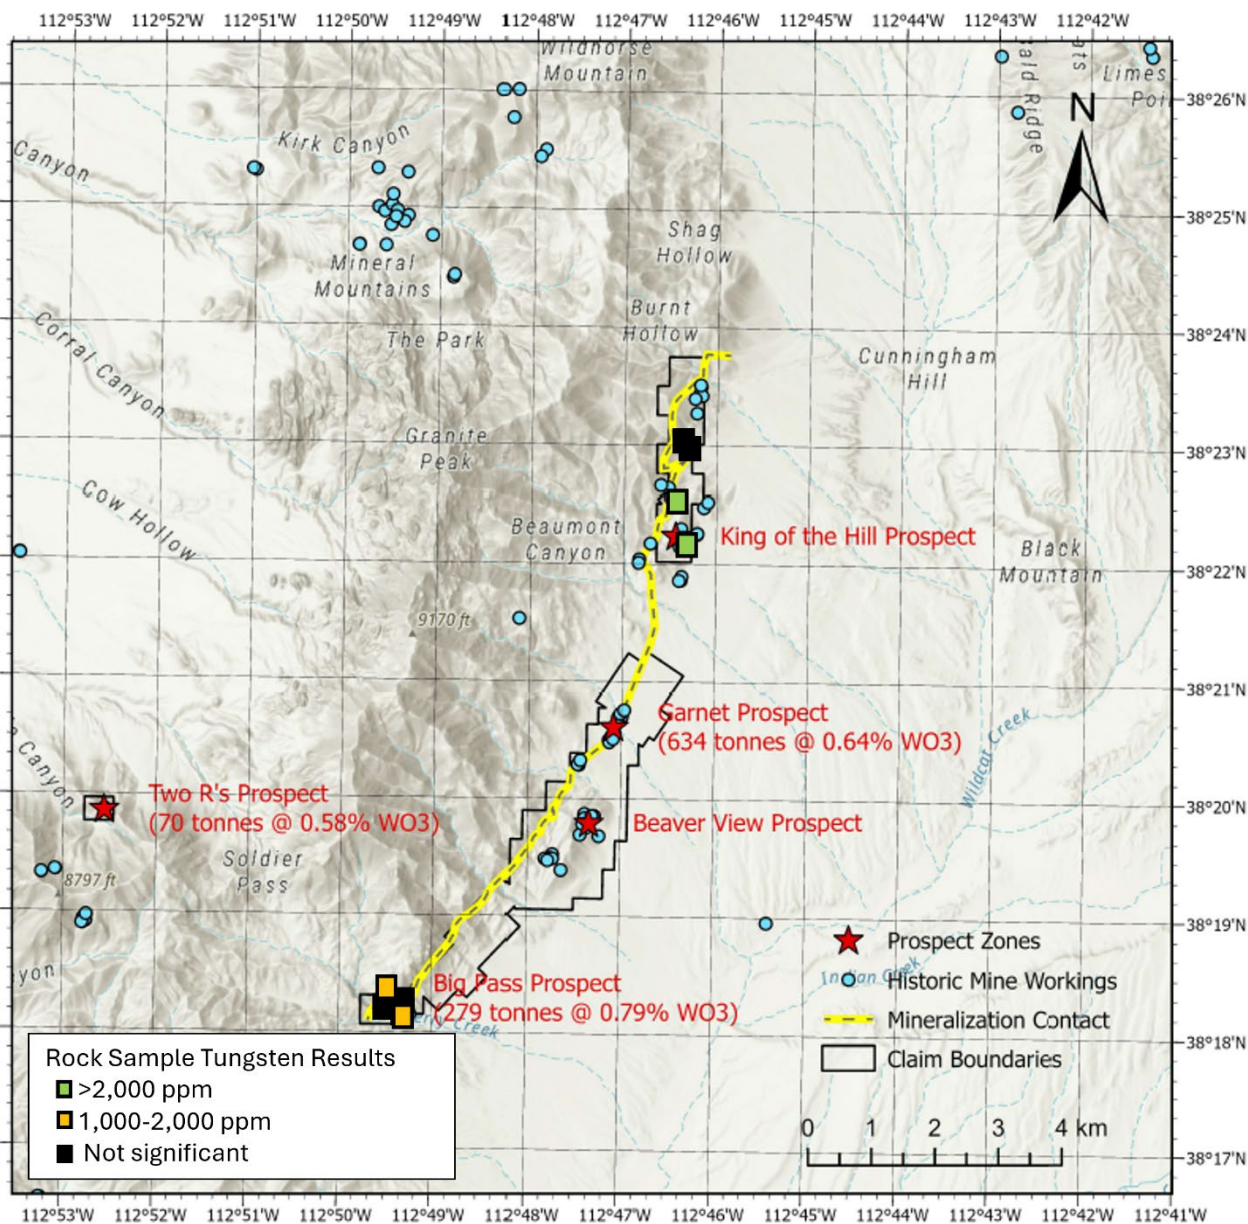 112°53'W 112°52'W 112°51'W 112°50'W 112°49'W 112°48'W 112°47'W 112°46'W 112°45'W 112°44'W 112°43'W 112°42'W
Wildhorse
Mountain
ald Ridge
ats
Limes
Poi
N
38°26'N
Kirk Canyon
Canyon
38°25'N
Shag
Hollow
Mineral
Mountains
Burnt
Hollow
38°24'N
Corral Canyon
The Park
Cunningham
Hill
Granite
Peak
38°23'N
Cow Hollow
Beaumont
Canyon
King of the Hill Prospect
Black
Mountain
38°22'N
9170 ft
38°21'N
Garnet Prospect
(634 tonnes @ 0.64% WO3)
Wildcat Creek
Canyon
Two R's Prospect
(70 tonnes @ 0.58% WO3)
38°20'N
Beaver View Prospect
Soldier
Pass
8797 ft
38°19'N
Prospect Zones
yon
Big Pass Prospect
(279 tonnes @ 0.79% WO3)
Creek
Indian Creek
Historic Mine Workings
Mineralization Contact
38°18'N
Claim Boundaries
Rock Sample Tungsten Results
>2,000 ppm
1,000-2,000 ppm
Not significant
0 1 2 3 4 km
38°17'N
112°53'W 112°52'W 112°51'W 112°50'W 112°49'W 112°48'W 112°47'W 112°46'W 112°45'W 112°44'W 112°43'W 112°42'W 112°41'W